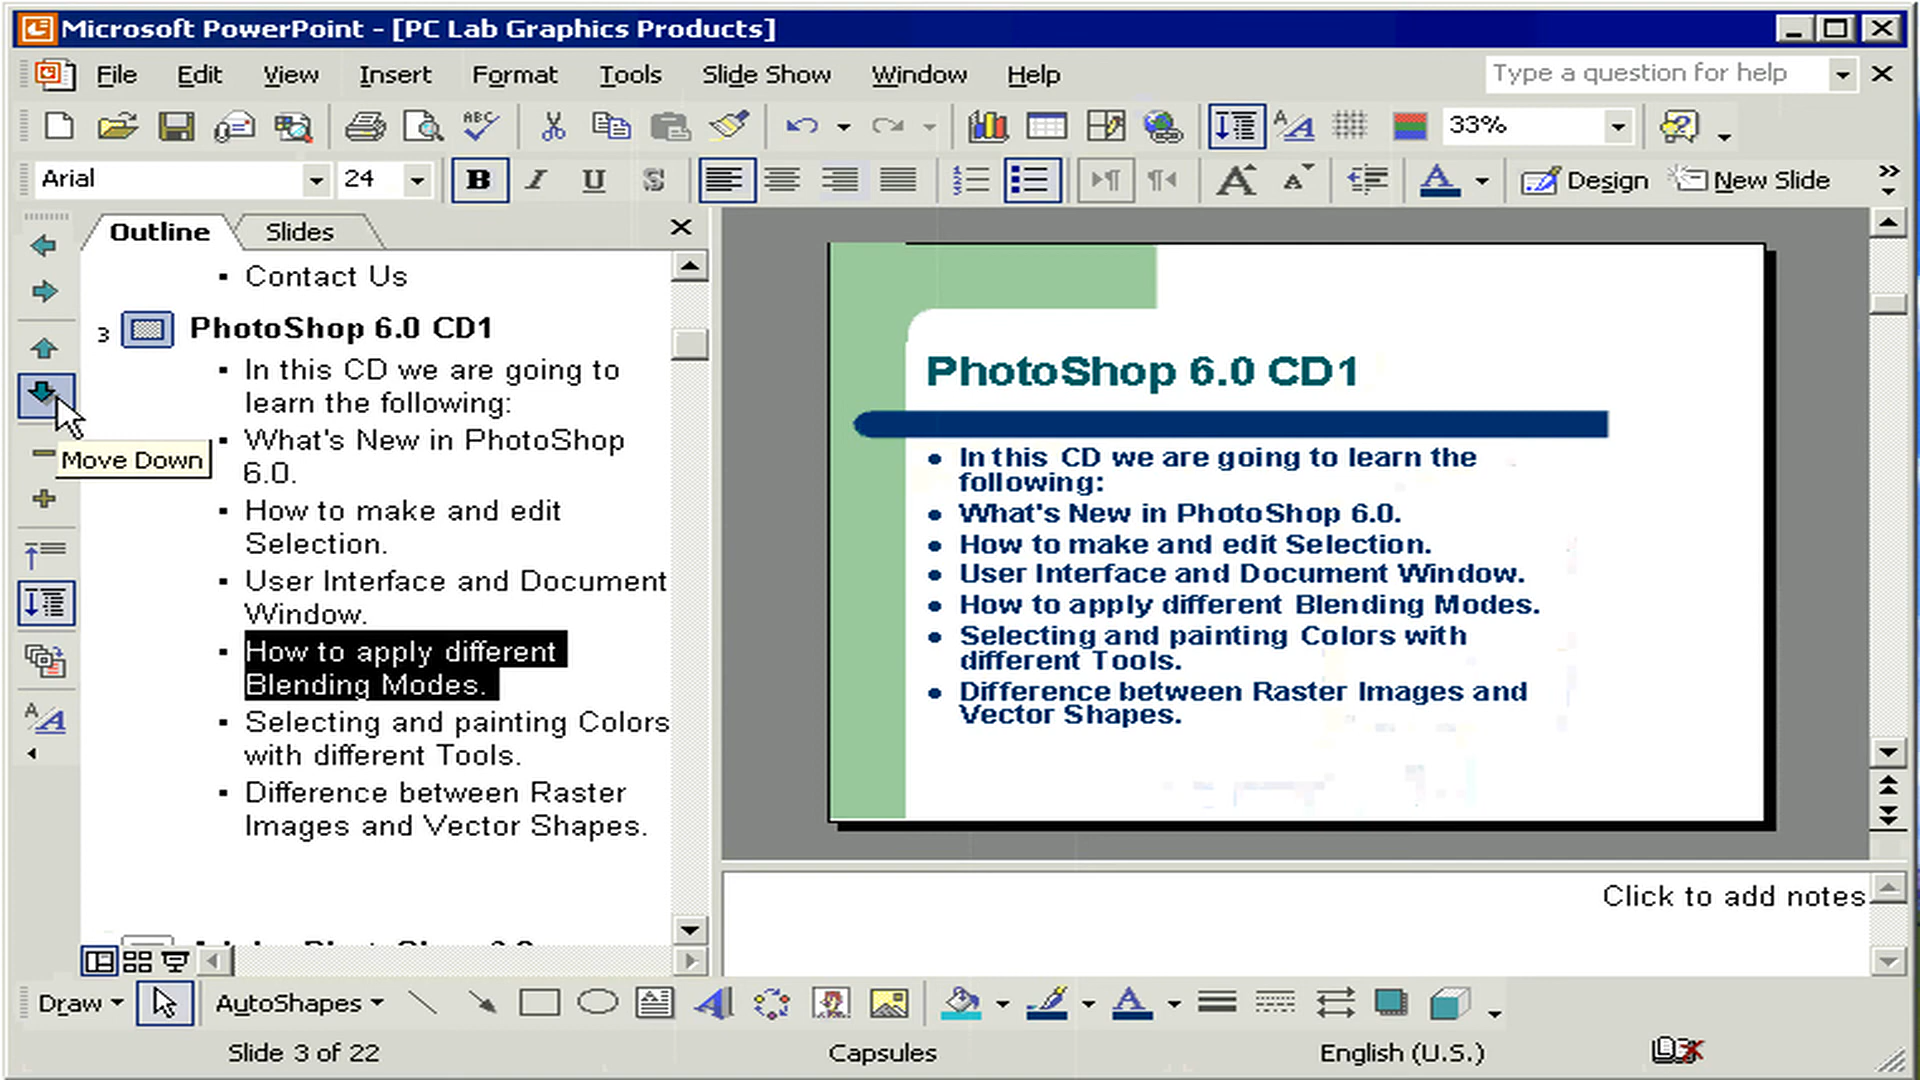 Microsoft PowerPoint - [PC Lab Graphics Products]
File Edit View Insert Format Tools Slide Show Window Help Type a question for help
ABC 33%
Arial 24 B I U S Design New Slide
Outline Slides
Contact Us
3 PhotoShop 6.0 CD1
In this CD we are going to
learn the following:
What's New in PhotoShop
6.0.
How to make and edit
Selection.
User Interface and Document
Window.
How to apply different
Blending Modes.
Selecting and painting Colors
with different Tools.
Difference between Raster
Images and Vector Shapes.
Move Down
PhotoShop 6.0 CD1
In this CD we are going to learn the
following:
What's New in PhotoShop 6.0.
How to make and edit Selection.
User Interface and Document Window.
How to apply different Blending Modes.
Selecting and painting Colors with
different Tools.
Difference between Raster Images and
Vector Shapes.
Click to add notes
Draw AutoShapes
Slide 3 of 22 Capsules English (U.S.)